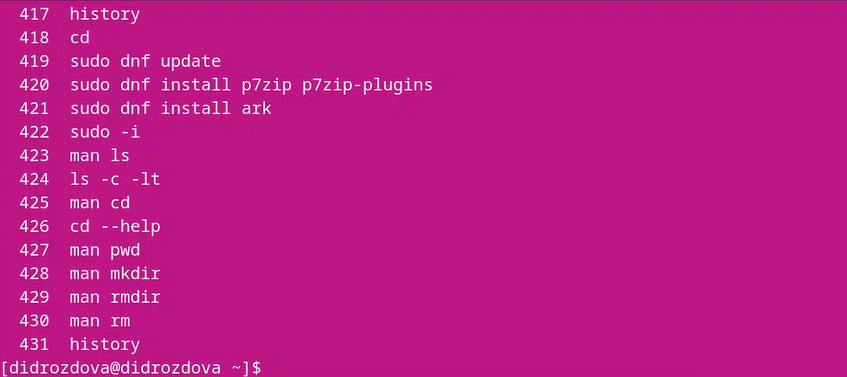 417 history
418 cd
419 sudo dnf update
420 sudo dnf install p7zip p7zip-plugins
421 sudo dnf install ark
422 sudo -i
423 man ls
424 ls -c -lt
425 man cd
426 cd --help
427 man pwd
428 man mkdir
429 man rmdir
430 man rm
431 history
[didrozdova@didrozdova ~]$